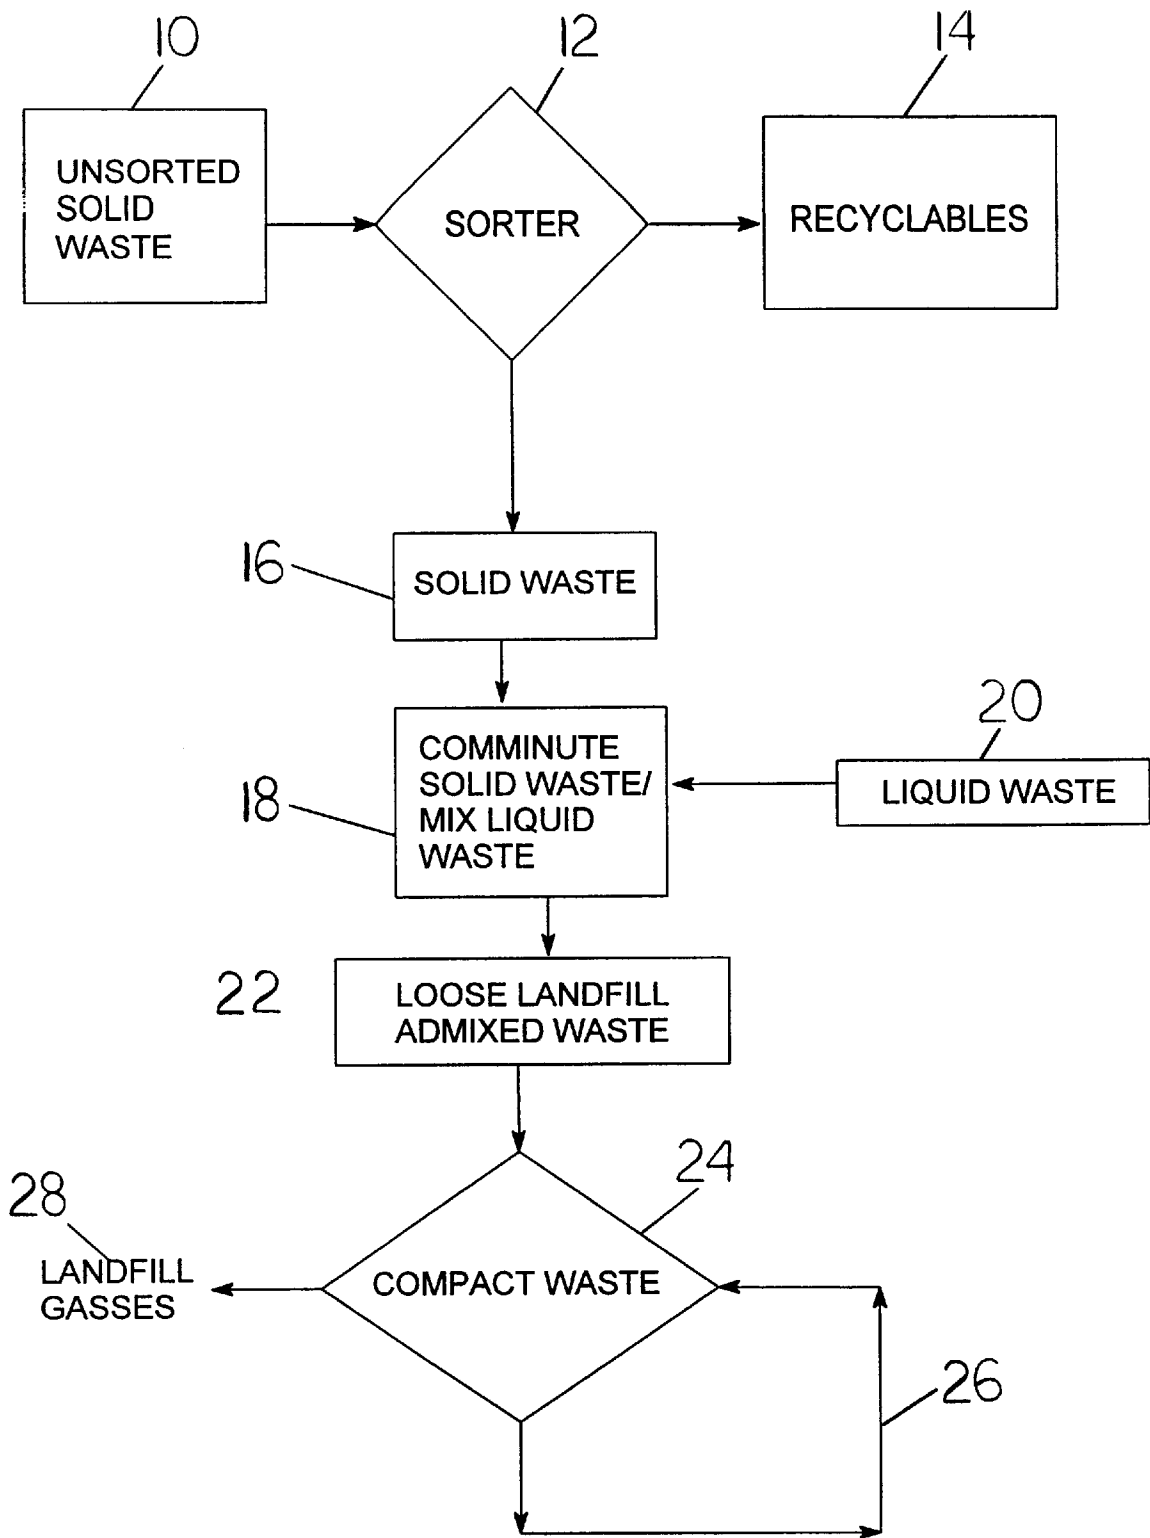 10
12
14
UNSORTED
SOLID
WASTE
SORTER
RECYCLABLES
16
SOLID WASTE
20
18
COMMINUTE
SOLID WASTE/
MIX LIQUID
WASTE
LIQUID WASTE
22
LOOSE LANDFILL
ADMIXED WASTE
24
28
LANDFILL
GASSES
COMPACT WASTE
26